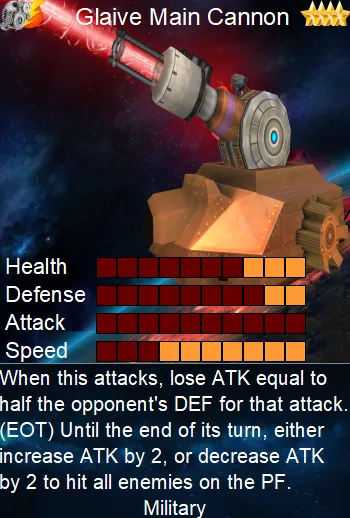 Glaive Main Cannon
Health
Defense
Attack
Speed
When this attacks, lose ATK equal to
half the opponent's DEF for that attack.
(EOT) Until the end of its turn, either
increase ATK by 2, or decrease ATK
by 2 to hit all enemies on the PF.
Military